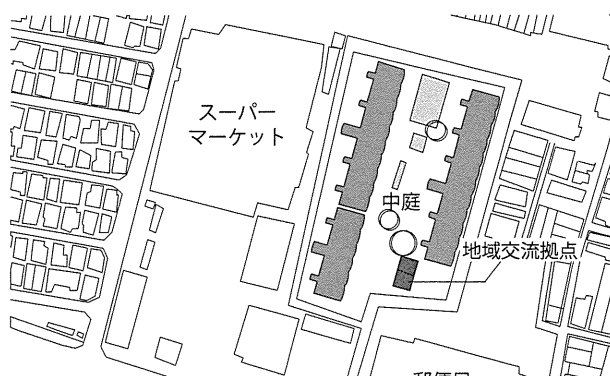 スーパー
マーケット
中庭
地域交流拠点